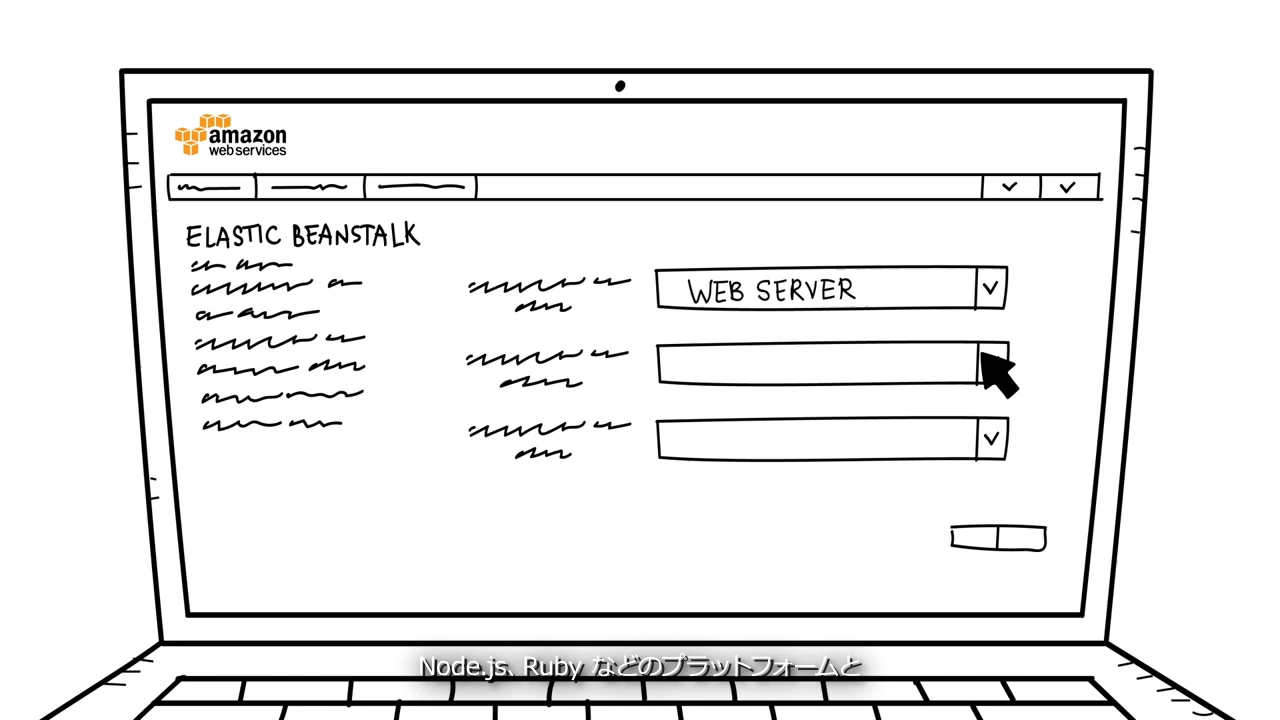 amazon
webservices
ELASTIC BEANSTALK
WEB SERVER
Node.js、Ruby などのプラットフォームと